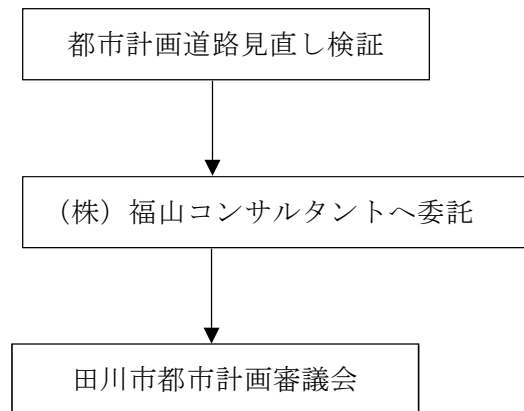 都市計画道路見直し検証
（株）福山コンサルタントへ委託
田川市都市計画審議会